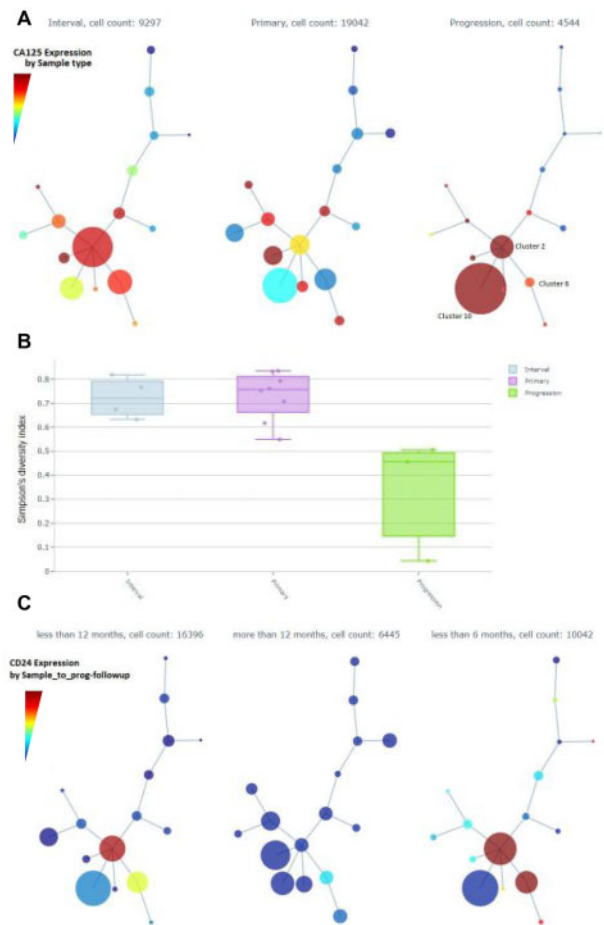 A
Interval, cell count: 9297
Primary, cell count: 19042
Progression, cell count: 4544
CA125 Expression
by Sample type
Cluster 2
Cluster 8
Cluster 10
B
Simpson's diversity index
0.8
0.7
0.6
0.5
0.4
0.3
0.2
0.1
0
Interval
Primary
Progression
Interval
Primary
Progression
C
less than 12 months, cell count: 16396
more than 12 months, cell count: 6445
less than 6 months, cell count: 10042
CD24 Expression
by Sample_to_prog-followup